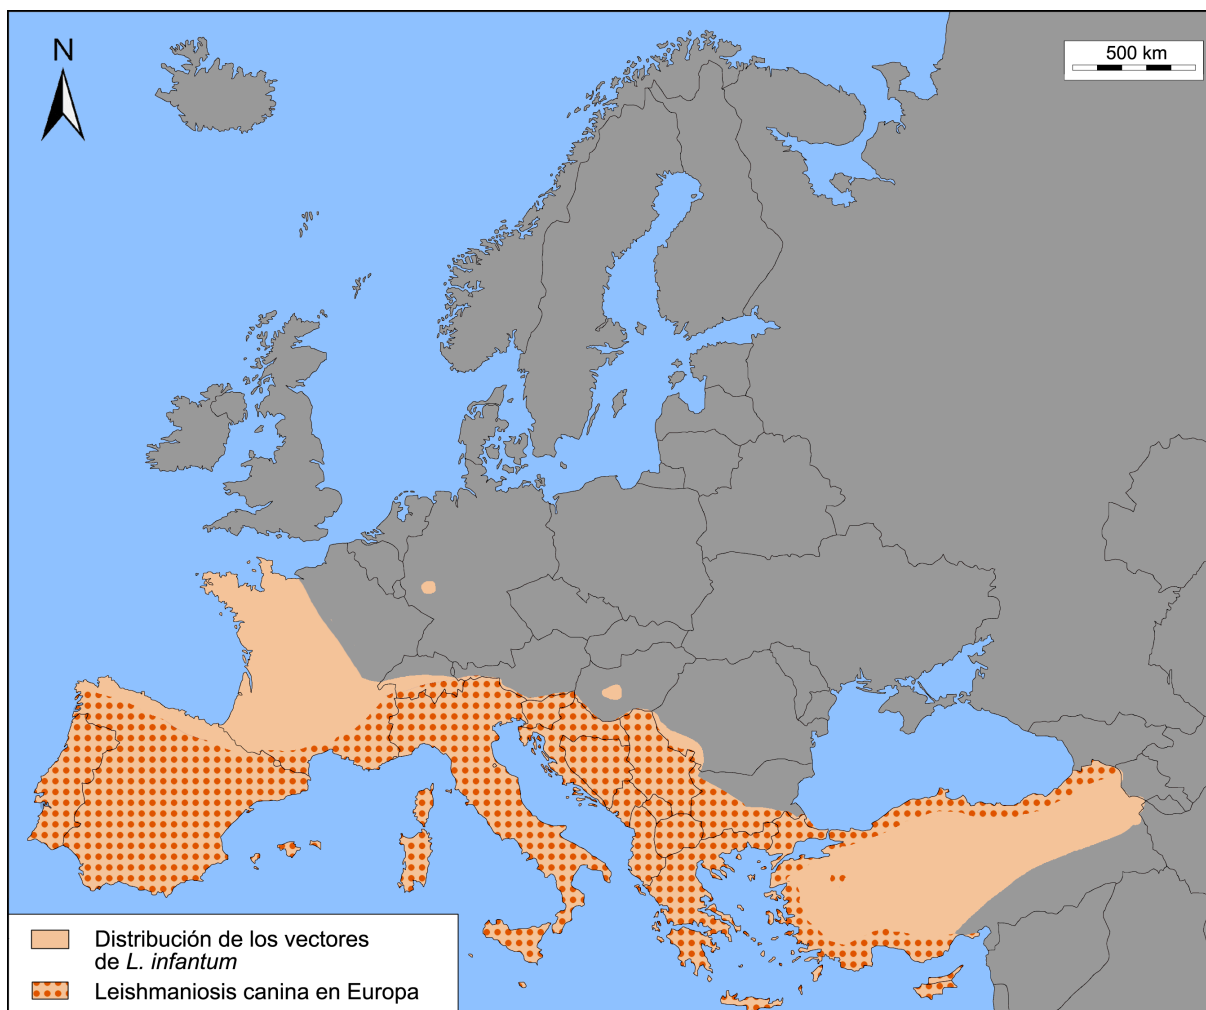 N
500 km
Distribución de los vectores
de L. infantum
Leishmaniosis canina en Europa